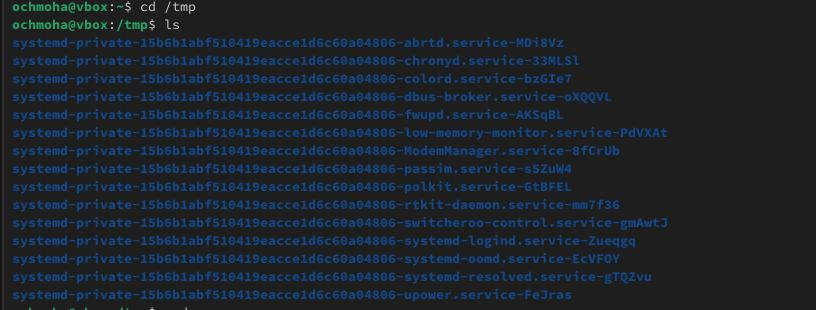 ochmoha@vbox:~$ cd /tmp
ochmoha@vbox:/tmp$ ls
systemd-private-15b6b1abf510419eacce1d6c60a04806-abrtd.service-MDi8Vz
systemd-private-15b6b1abf510419eacce1d6c60a04806-chronyd.service-33MLSl
systemd-private-15b6b1abf510419eacce1d6c60a04806-colord.service-bzGIe7
systemd-private-15b6b1abf510419eacce1d6c60a04806-dbus-broker.service-oXQQVL
systemd-private-15b6b1abf510419eacce1d6c60a04806-fwupd.service-AKSqBL
systemd-private-15b6b1abf510419eacce1d6c60a04806-low-memory-monitor.service-PdVXAt
systemd-private-15b6b1abf510419eacce1d6c60a04806-ModemManager.service-8fCrUb
systemd-private-15b6b1abf510419eacce1d6c60a04806-passim.service-s5ZuW4
systemd-private-15b6b1abf510419eacce1d6c60a04806-polkit.service-GtBFEL
systemd-private-15b6b1abf510419eacce1d6c60a04806-rtkit-daemon.service-mm7f36
systemd-private-15b6b1abf510419eacce1d6c60a04806-switcheroo-control.service-gmAwtJ
systemd-private-15b6b1abf510419eacce1d6c60a04806-systemd-logind.service-Zueqgq
systemd-private-15b6b1abf510419eacce1d6c60a04806-systemd-oomd.service-EcVFOY
systemd-private-15b6b1abf510419eacce1d6c60a04806-systemd-resolved.service-gTQZvu
systemd-private-15b6b1abf510419eacce1d6c60a04806-upower.service-FeJras